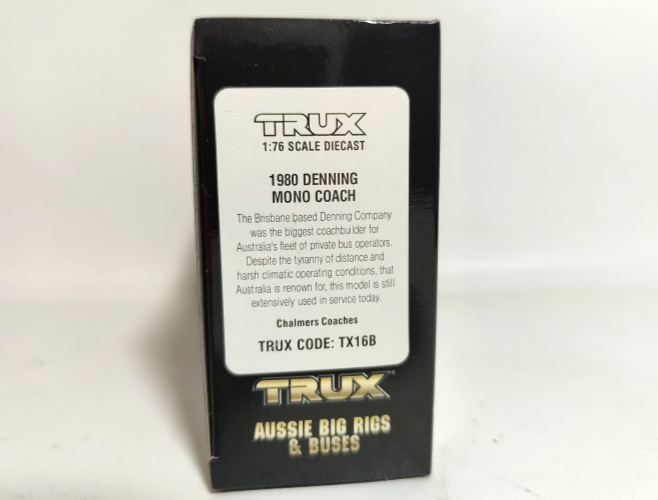 TRUX
1:76 SCALE DIECAST
1980 DENNING
MONO COACH
The Brisbane based Denning Company
was the biggest coachbuilder for
Australia's fleet of private bus operators.
Despite the tyranny of distance and
harsh climatic operating conditions, that
Australia is renown for, this model is still
extensively used in service today.
Chalmers Coaches
TRUX CODE: TX16B
TRUX
AUSSIE BIG RIGS
& BUSES